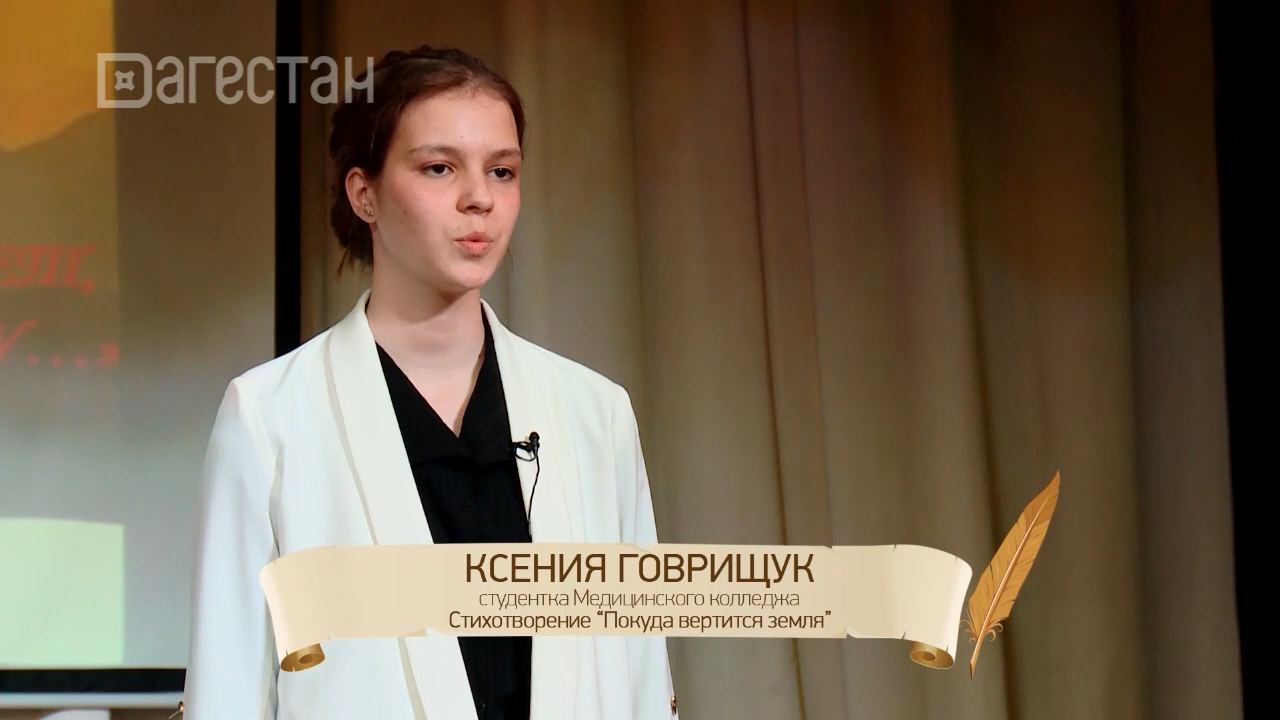 Дагестан
КСЕНИЯ ГОВРИЩУК
студентка Медицинского колледжа
Стихотворение “Покуда вертится земля”